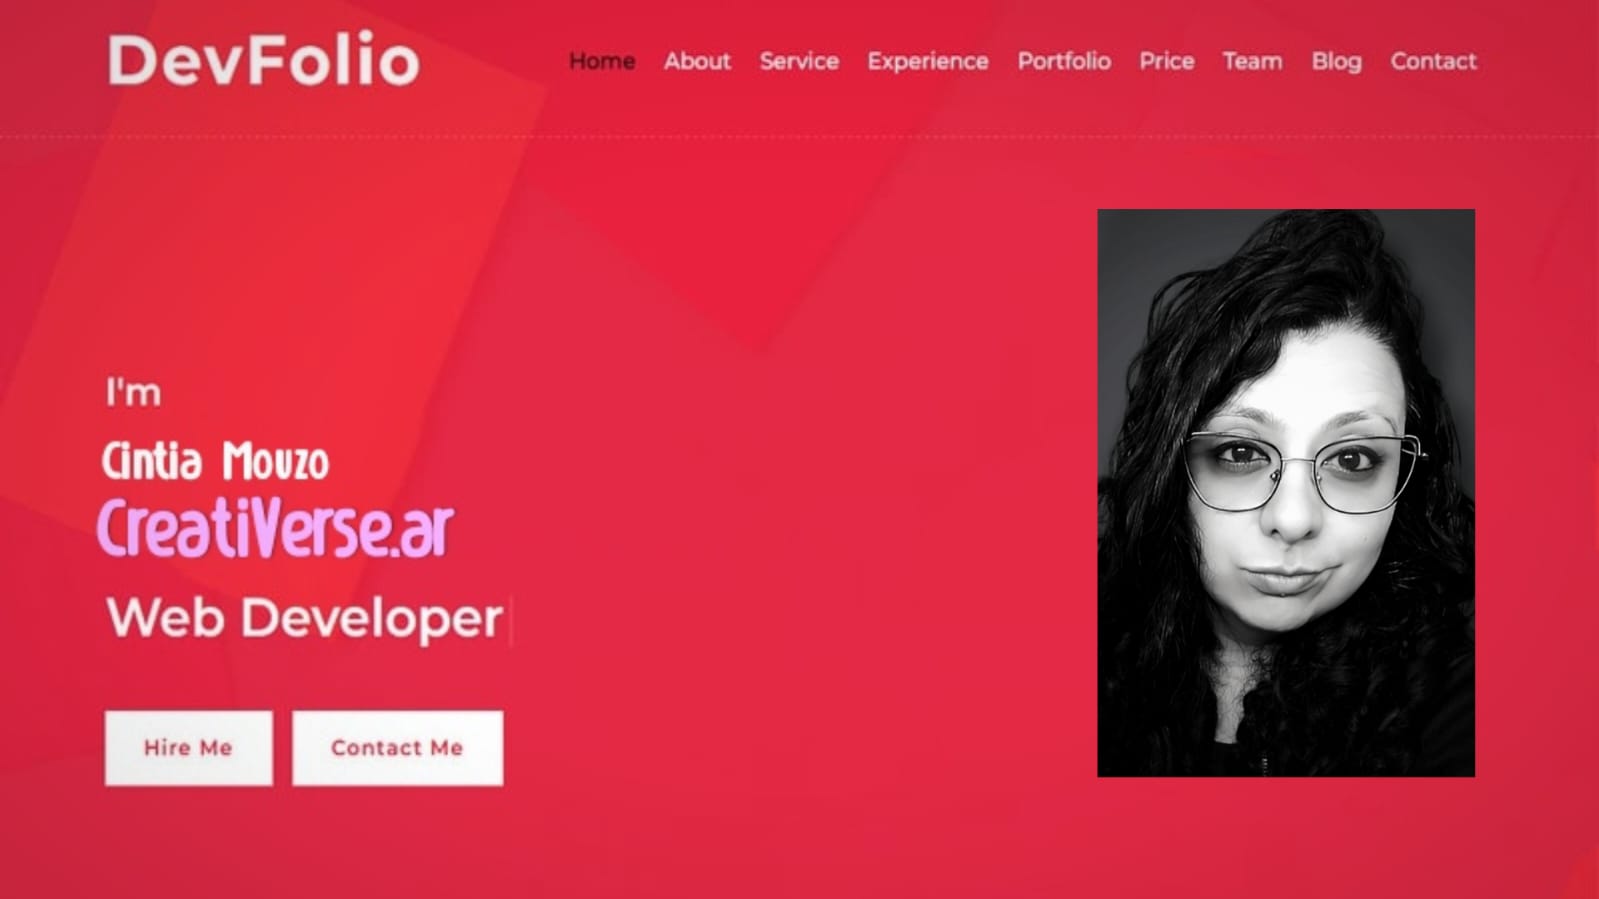 DevFolio
Home About Service Experience Portfolio Price Team Blog Contact
I'm
Cintia Mouzo
CreatiVerse.ar
Web Developer
Hire Me Contact Me